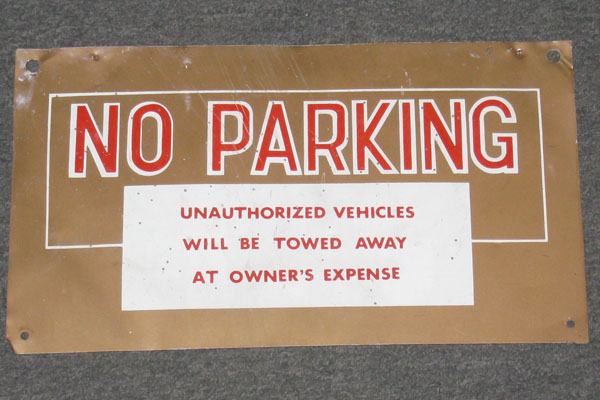 NO PARKING
UNAUTHORIZED VEHICLES
WILL BE TOWED AWAY
AT OWNER'S EXPENSE